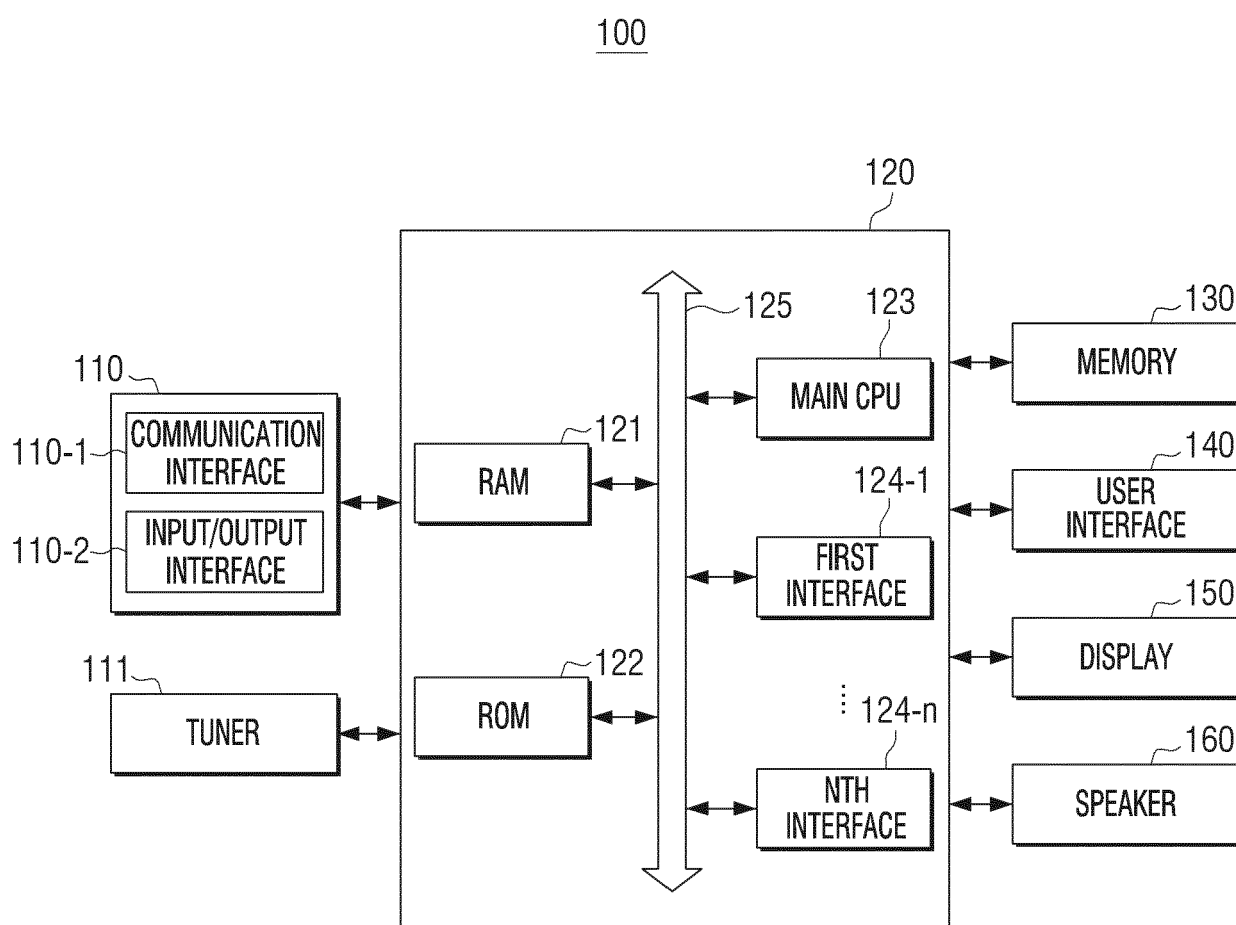 100
120
125
123
130
MEMORY
MAIN CPU
110
COMMUNICATION
INTERFACE
110-1
INPUT/OUTPUT
INTERFACE
110-2
121
RAM
140
USER
INTERFACE
124-1
FIRST
INTERFACE
150
DISPLAY
111
TUNER
122
ROM
124-n
NTH
INTERFACE
160
SPEAKER